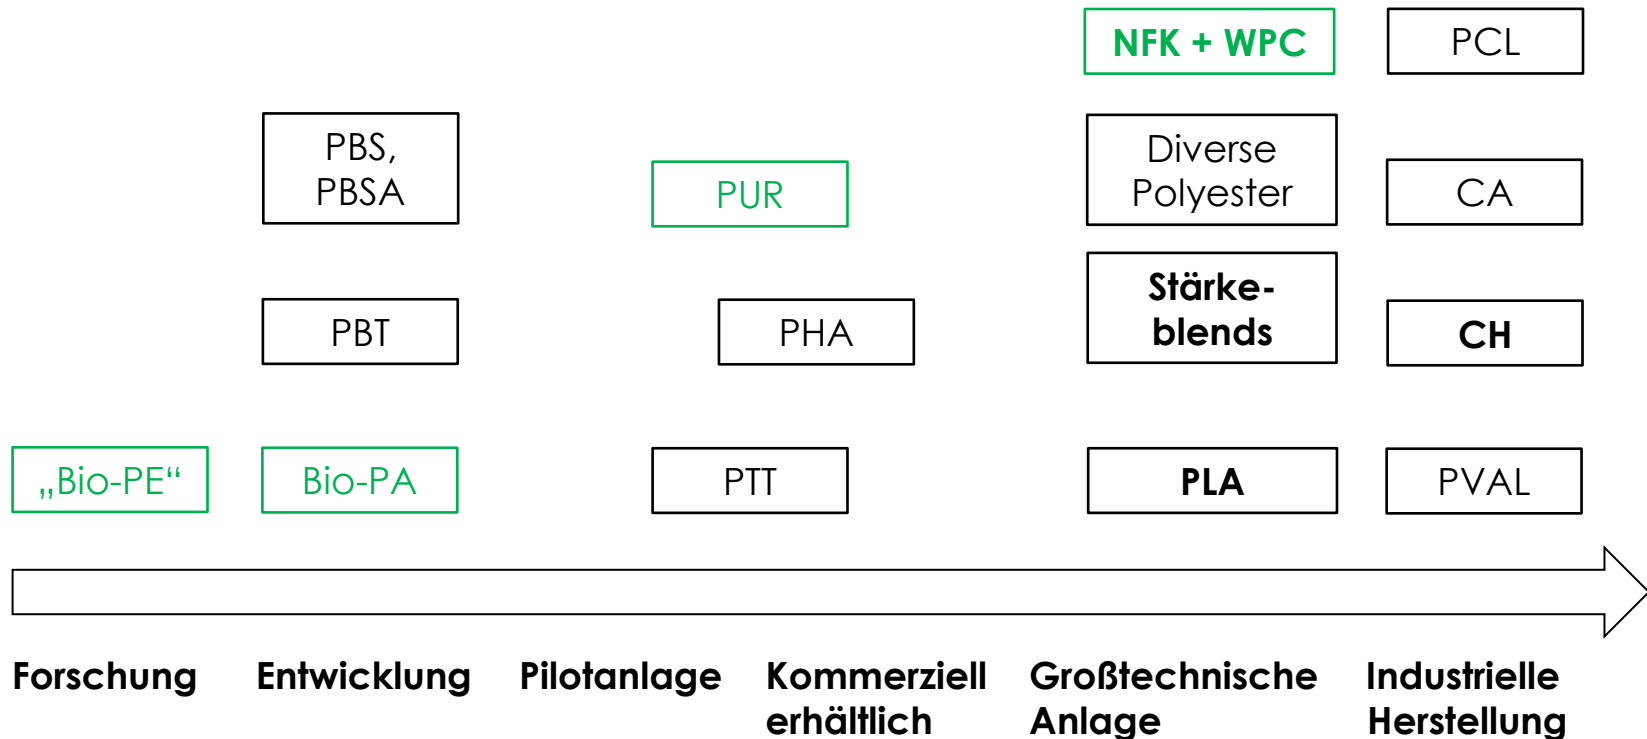 NFK + WPC
PCL
PBS,
PBSA
PUR
Diverse
Polyester
CA
PBT
PHA
Stärke-
blends
CH
„Bio-PE“
Bio-PA
PTT
PLA
PVAL
Forschung
Entwicklung
Pilotanlage
Kommerziell
erhältlich
Großtechnische
Anlage
Industrielle
Herstellung